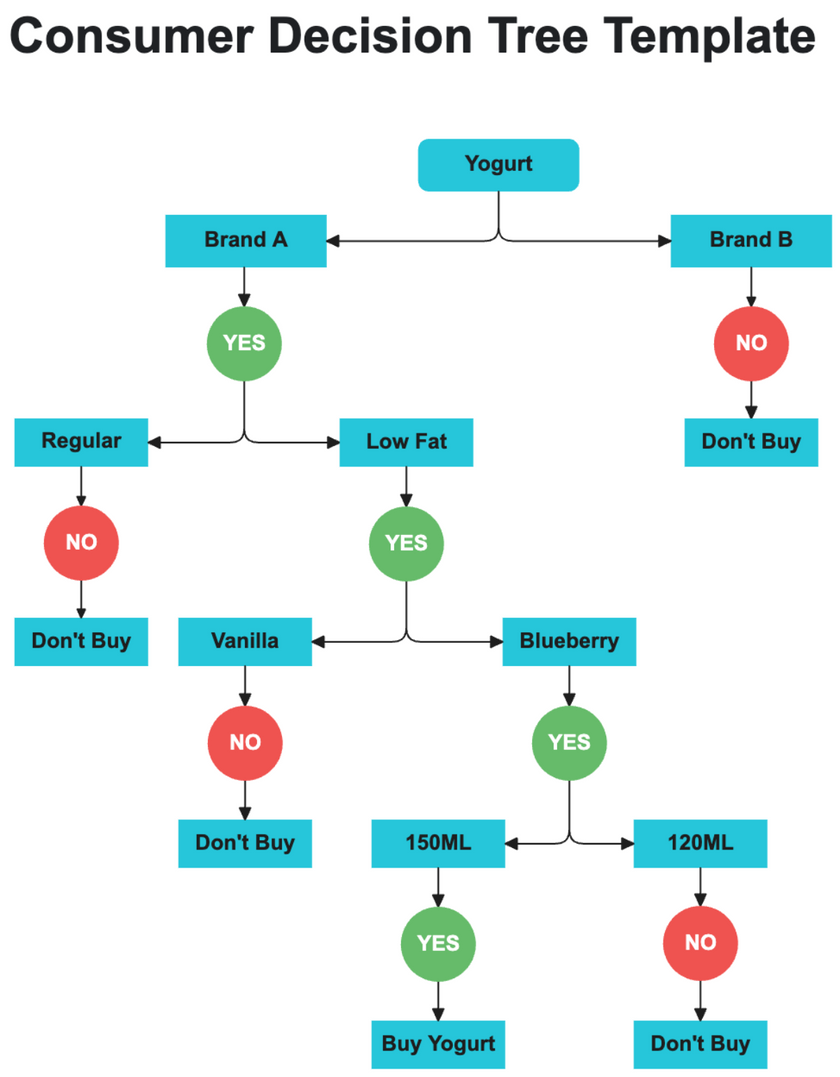 Consumer Decision Tree Template
Yogurt
Brand A
Brand B
YES
NO
Regular
Low Fat
Don't Buy
NO
YES
Don't Buy
Vanilla
Blueberry
NO
YES
Don't Buy
150ML
120ML
YES
NO
Buy Yogurt
Don't Buy